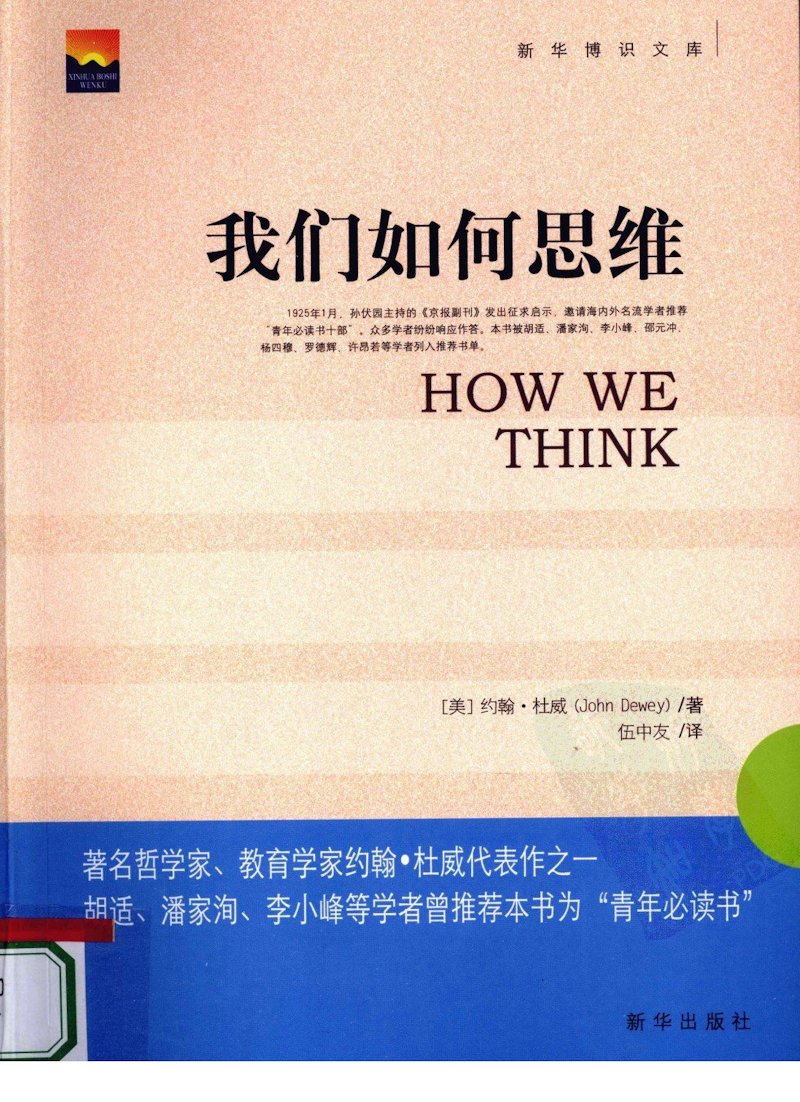 XINHUA BOSHI
WENKU
新华博识文库
我们如何思维
1925年1月，孙伏园主持的《京报副刊》发出征求启示，邀请海内外名流学者推荐
“青年必读书十部”。众多学者纷纷响应作答。本书被胡适、潘家洵、李小峰、邵元冲、
杨四穆、罗德辉、许昂若等学者列入推荐书单。
HOW WE
THINK
［美］约翰·杜威（John Dewey）/著
伍中友 /译
著名哲学家、教育学家约翰•杜威代表作之一
胡适、潘家洵、李小峰等学者曾推荐本书为“青年必读书”
新华出版社